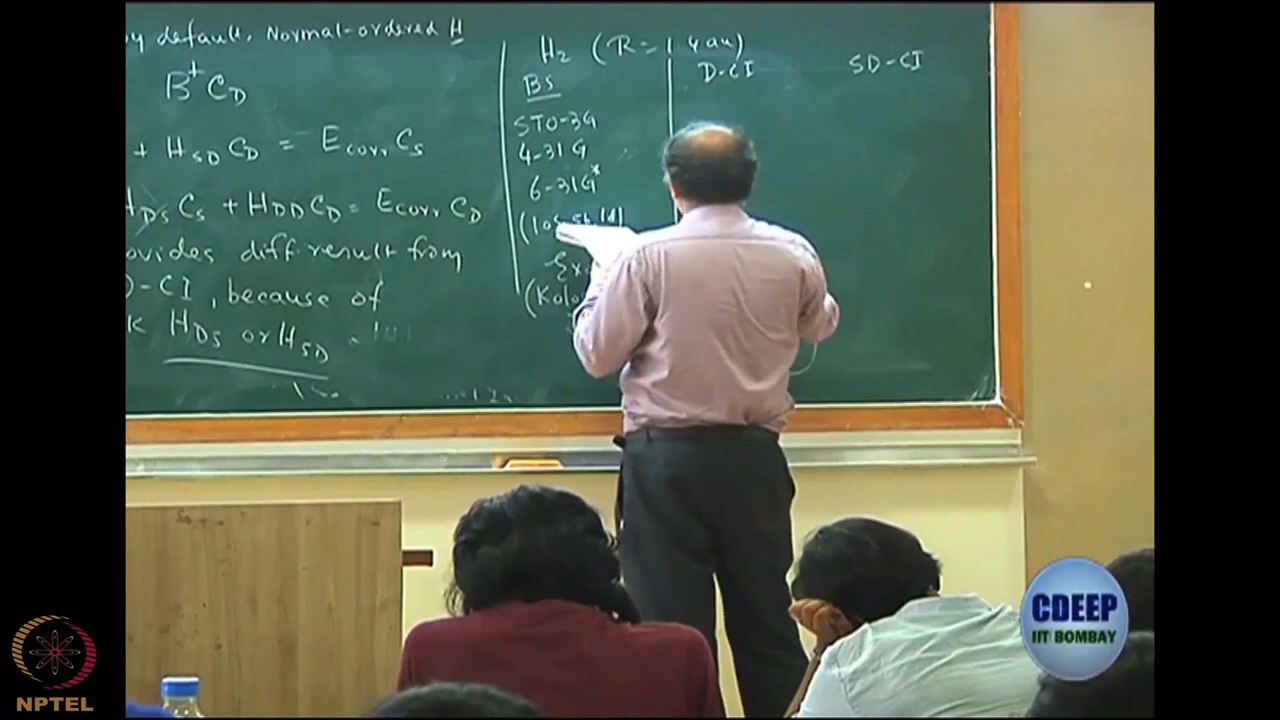 by default, Normal-ordered H
B+ CD
+ HSD CD = Ecorr CS
HDS CS + HDD CD = Ecorr CD
ovides diff. result from
-CI, because of
HDS or HSD
H2 (R = 1.4 au)
BS
D-CI
SD-CI
STO-3G
4-31G
6-31G*
CDEEP
IIT BOMBAY
NPTEL